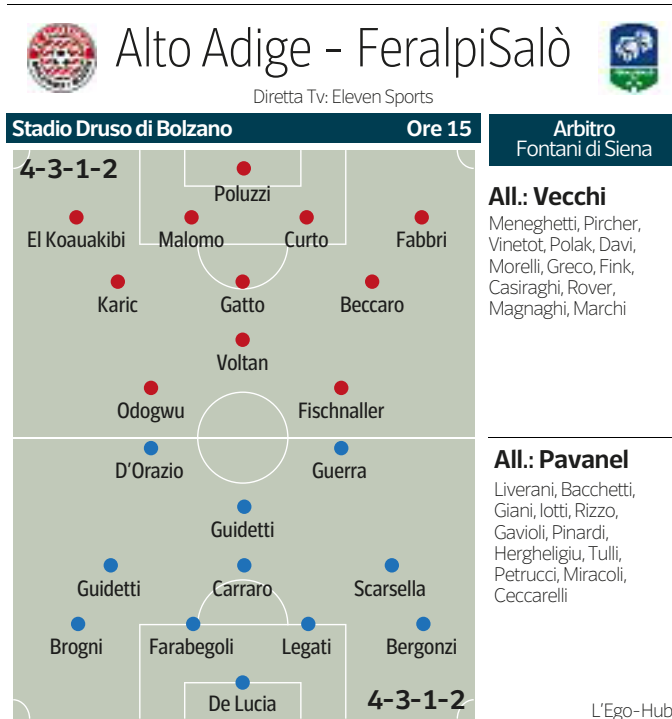 Alto Adige - FeralpiSalò
Diretta Tv: Eleven Sports
Stadio Druso di Bolzano Ore 15
4-3-1-2
Poluzzi
El Koauakibi Malomo Curto Fabbri
Karic Gatto Beccaro
Voltan
Odogwu Fischnaller
D'Orazio Guerra
Guidetti
Guidetti Carraro Scarsella
Brogni Farabegoli Legati Bergonzi
De Lucia
4-3-1-2
Arbitro
Fontani di Siena
All.: Vecchi
Meneghetti, Pircher,
Vinetot, Polak, Davi,
Morelli, Greco, Fink,
Casiraghi, Rover,
Magnaghi, Marchi
All.: Pavanel
Liverani, Bacchetti,
Giani, Iotti, Rizzo,
Gavioli, Pinardi,
Hergheligiu, Tulli,
Petrucci, Miracoli,
Ceccarelli
L'Ego-Hub